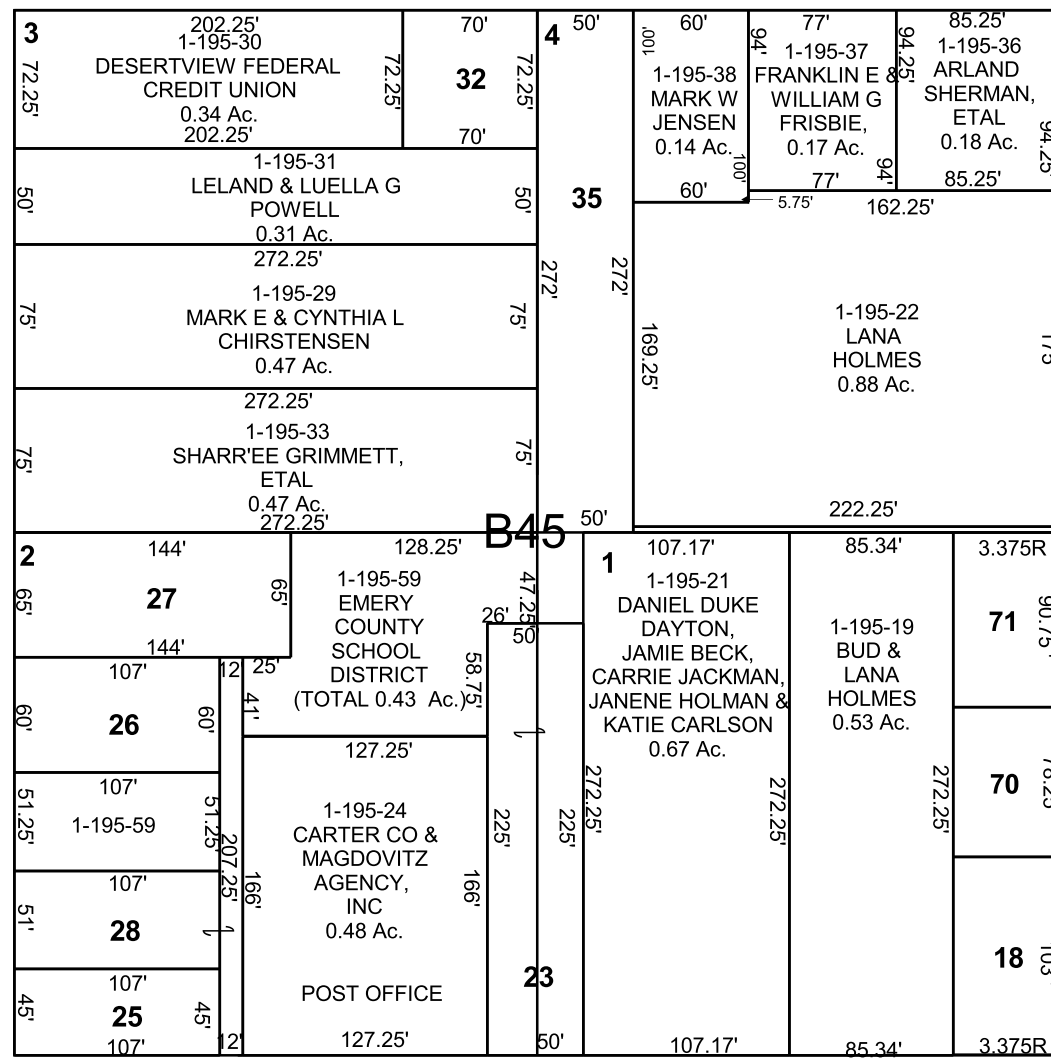 3
202.25'
1-195-30
DESERTVIEW FEDERAL
CREDIT UNION
0.34 Ac.
202.25'
72.25'
72.25'
70'
32
72.25'
70'
4
50'
35
272'
272'
50'
100'
60'
1-195-38
MARK W
JENSEN
0.14 Ac.
100'
60'
77'
94'
1-195-37
FRANKLIN E &
WILLIAM G
FRISBIE,
0.17 Ac.
94'
77'
5.75'
85.25'
94.25'
1-195-36
ARLAND
SHERMAN,
ETAL
0.18 Ac.
94.25'
85.25'
162.25'
1-195-31
LELAND & LUELLA G
POWELL
0.31 Ac.
50'
50'
272.25'
1-195-29
MARK E & CYNTHIA L
CHIRSTENSEN
0.47 Ac.
75'
75'
272.25'
1-195-33
SHARR'EE GRIMMETT,
ETAL
0.47 Ac.
272.25'
75'
75'
169.25'
1-195-22
LANA
HOLMES
0.88 Ac.
222.25'
B45
2
144'
65'
27
65'
144'
128.25'
1-195-59
EMERY
COUNTY
SCHOOL
DISTRICT
(TOTAL 0.43 Ac.)
47.25'
26'
50'
58.75'
25'
41'
12'
107'
60'
26
60'
107'
51.25'
1-195-59
51.25'
207.25'
107'
51'
28
107'
45'
25
45'
107'
12'
127.25'
1-195-24
CARTER CO &
MAGDOVITZ
AGENCY,
INC
0.48 Ac.
166'
166'
POST OFFICE
127.25'
225'
225'
23
50'
1
107.17'
1-195-21
DANIEL DUKE
DAYTON,
JAMIE BECK,
CARRIE JACKMAN,
JANENE HOLMAN &
KATIE CARLSON
0.67 Ac.
272.25'
272.25'
107.17'
85.34'
1-195-19
BUD &
LANA
HOLMES
0.53 Ac.
272.25'
85.34'
3.375R
71
90.75'
70
18
3.375R